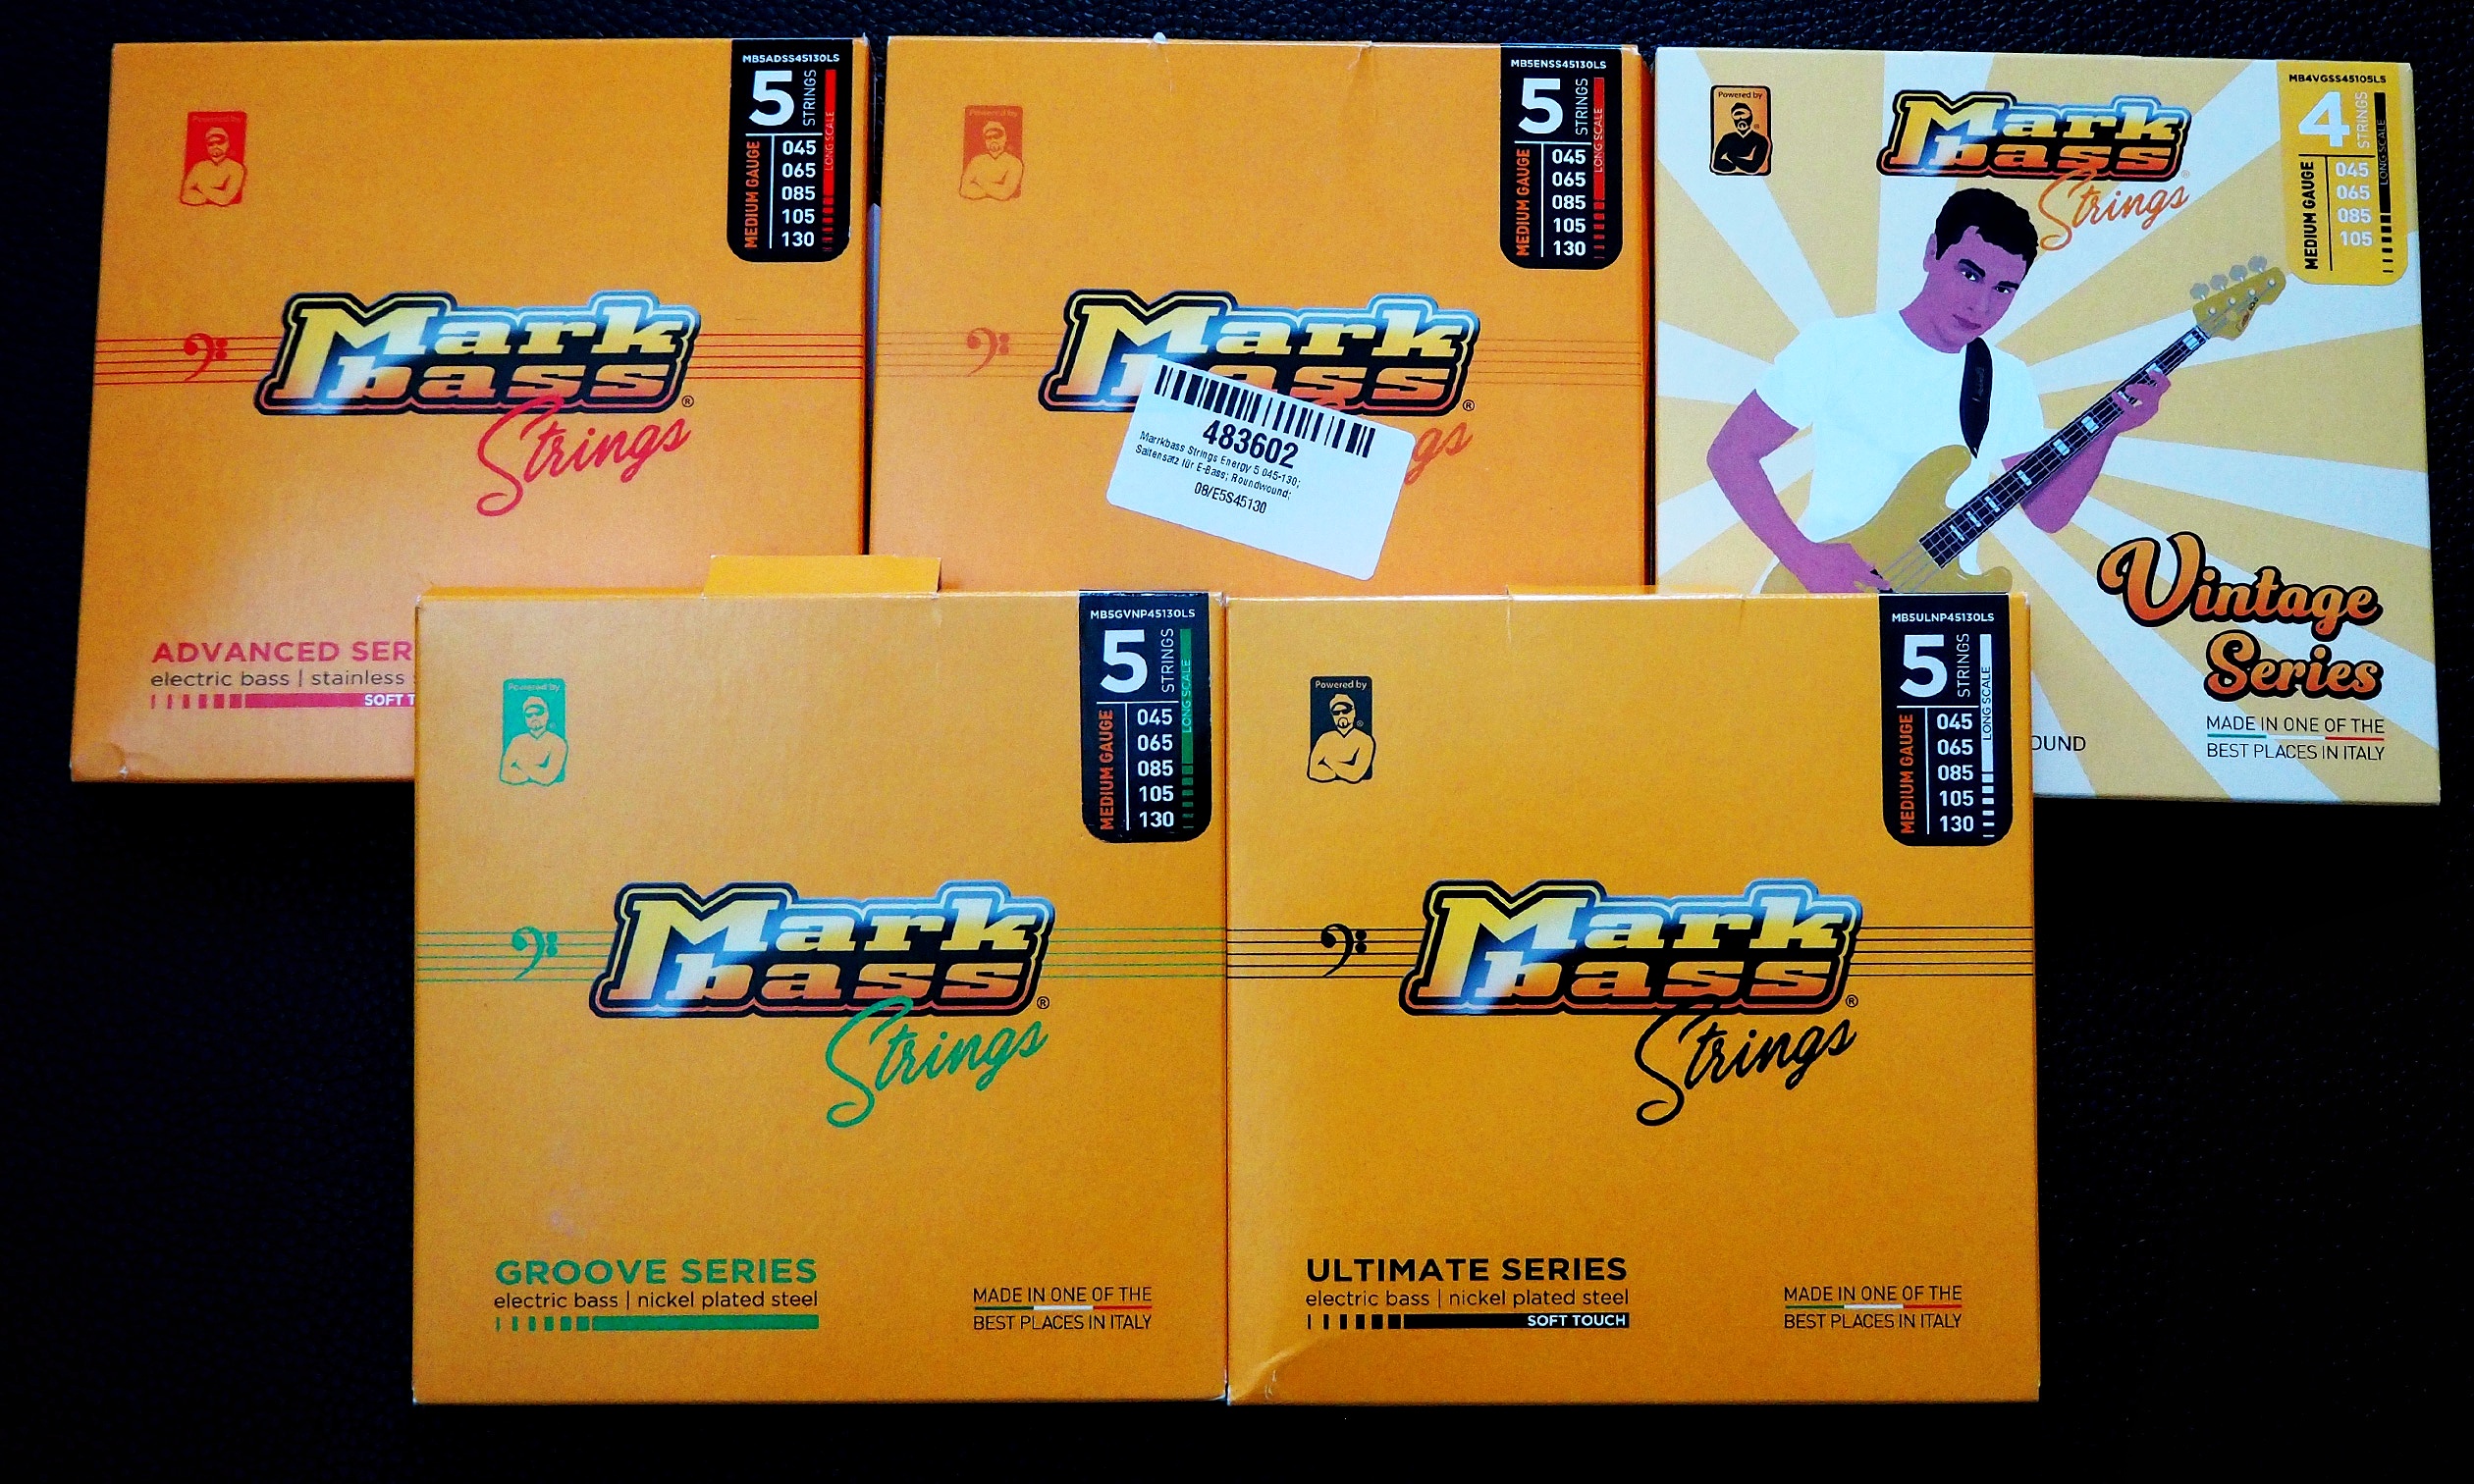 MB5ADSS45130LS
5 STRINGS
LONG SCALE
MEDIUM GAUGE
045
065
085
105
130
Powered by
Mark
bass®
Strings
ADVANCED SER
electric bass | stainless
SOFT T
MB5ENSS45130LS
5 STRINGS
LONG SCALE
MEDIUM GAUGE
045
065
085
105
130
Powered by
Mark
bass®
gs
483602
Marrkbass Strings Energy 5 045-130;
Saitensatz für E-Bass; Roundwound;
08/E5S45130
MB4VGSS45105LS
4 STRINGS
LONG SCALE
MEDIUM GAUGE
045
065
085
105
Powered by
Mark
bass®
Strings
Vintage
Series
MADE IN ONE OF THE
BEST PLACES IN ITALY
OUND
MB5GVNP45130LS
5 STRINGS
LONG SCALE
MEDIUM GAUGE
045
065
085
105
130
Powered by
Mark
bass®
Strings
GROOVE SERIES
electric bass | nickel plated steel
MADE IN ONE OF THE
BEST PLACES IN ITALY
MB5ULNP45130LS
5 STRINGS
LONG SCALE
MEDIUM GAUGE
045
065
085
105
130
Powered by
Mark
bass®
Strings
ULTIMATE SERIES
electric bass | nickel plated steel
SOFT TOUCH
MADE IN ONE OF THE
BEST PLACES IN ITALY